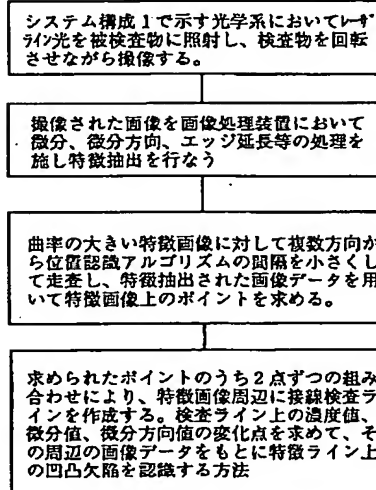 システム構成1で示す光学系においてレーザ
ライン光を被検査物に照射し、検査物を回転
させながら撮像する。
撮像された画像を画像処理装置において
微分、微分方向、エッジ延長等の処理を
施し特徴抽出を行なう
曲率の大きい特徴画像に対して複数方向か
ら位置認識アルゴリズムの間隔を小さくし
て走査し、特徴抽出された画像データを用
いて特徴画像上のポイントを求める。
求められたポイントのうち2点ずつの組み
合わせにより、特徴画像周辺に接線検査ラ
インを作成する。検査ライン上の濃度値、
微分値、微分方向値の変化点を求めて、そ
の周辺の画像データをもとに特徴ライン上
の凹凸欠陥を認識する方法